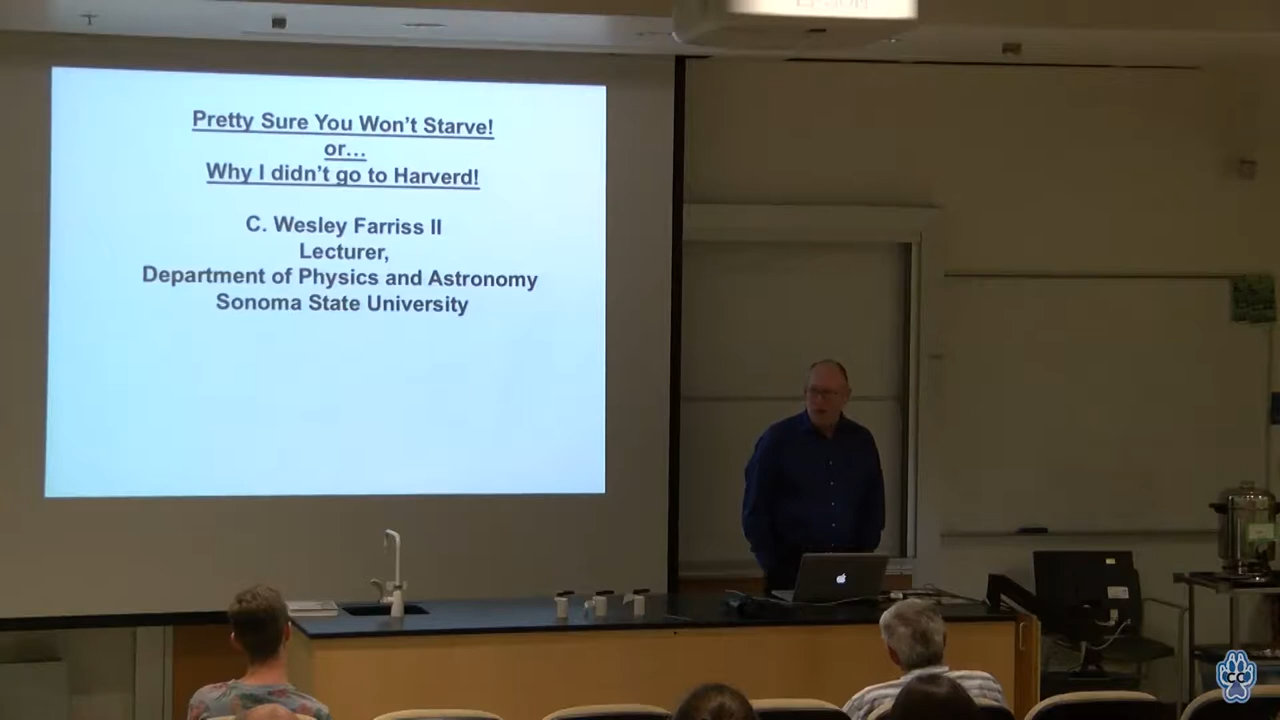 Pretty Sure You Won't Starve!
or...
Why I didn't go to Harverd!
C. Wesley Farriss II
Lecturer,
Department of Physics and Astronomy
Sonoma State University
CC